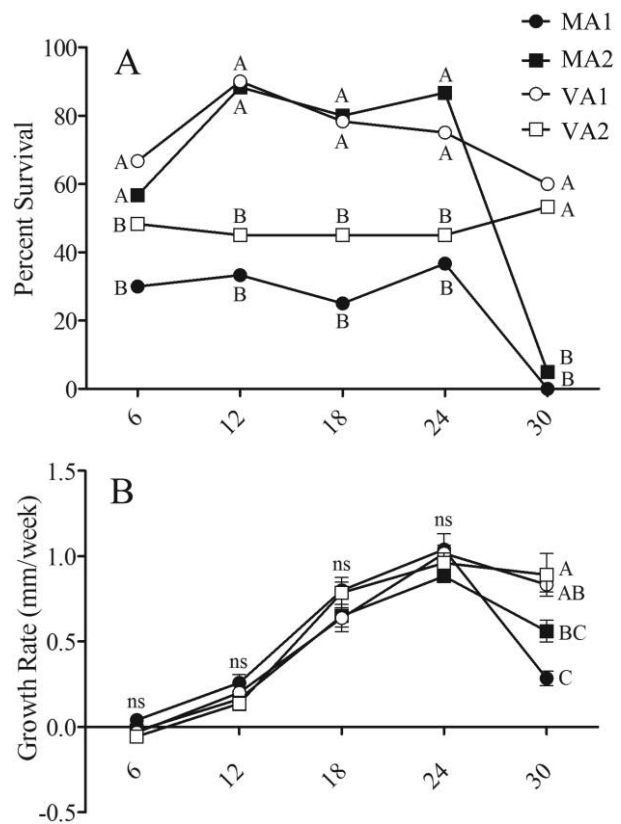 MA1
MA2
VA1
VA2
A
Percent Survival
100
80
60
40
20
0
A
A
B
B
A
A
B
B
A
A
B
B
A
A
B
B
A
A
B
B
6
12
18
24
30
B
Growth Rate (mm/week)
1.5
1.0
0.5
0.0
-0.5
ns
ns
ns
ns
A
AB
BC
C
6
12
18
24
30